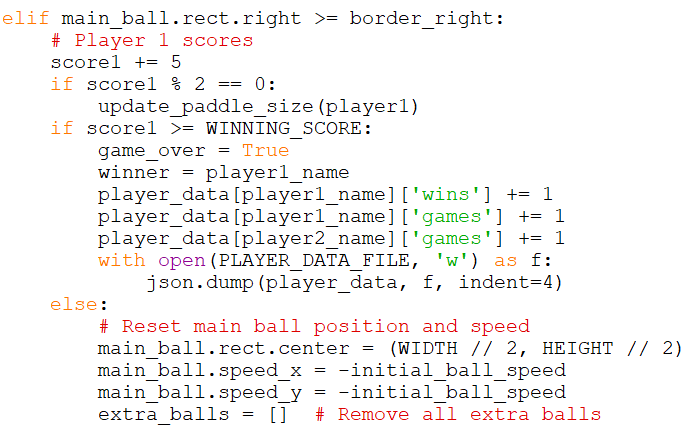 elif main_ball.rect.right >= border_right:
    # Player 1 scores
    score1 += 5
    if score1 % 2 == 0:
        update_paddle_size(player1)
    if score1 >= WINNING_SCORE:
        game_over = True
        winner = player1_name
        player_data[player1_name]['wins'] += 1
        player_data[player1_name]['games'] += 1
        player_data[player2_name]['games'] += 1
        with open(PLAYER_DATA_FILE, 'w') as f:
            json.dump(player_data, f, indent=4)
    else:
        # Reset main ball position and speed
        main_ball.rect.center = (WIDTH // 2, HEIGHT // 2)
        main_ball.speed_x = -initial_ball_speed
        main_ball.speed_y = -initial_ball_speed
        extra_balls = []  # Remove all extra balls